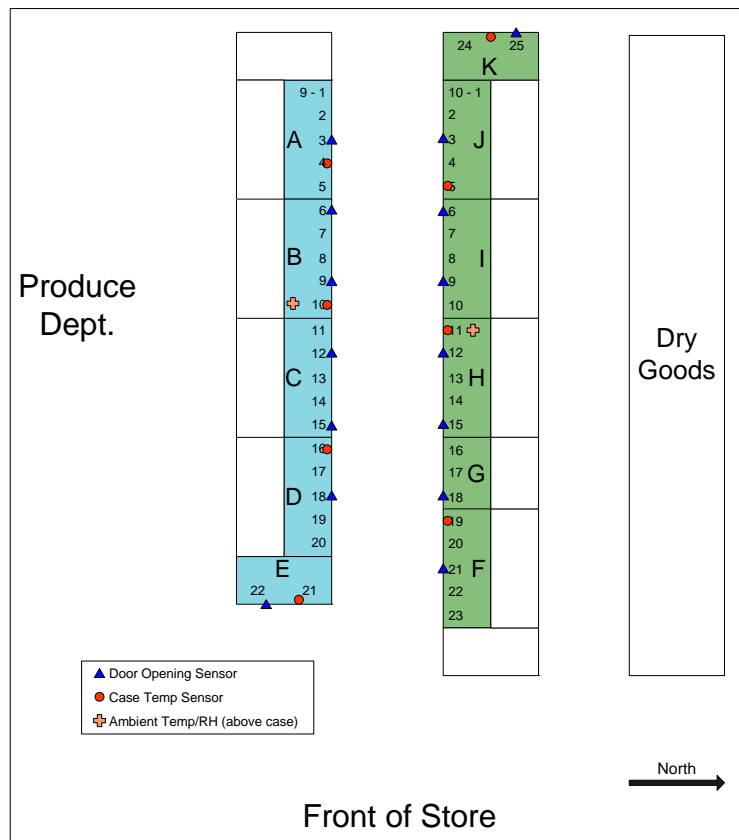 24 25
K
9 - 1
2
A
3
4
5
6
7
B
8
9
10
11
12
C
13
14
15
16
17
D
18
19
20
E
22 21
10 - 1
2
J
3
4
5
6
7
I
8
9
10
11
12
H
13
14
15
16
G
17
18
19
20
F
21
22
23
Produce
Dept.
Dry
Goods
Door Opening Sensor
Case Temp Sensor
Ambient Temp/RH (above case)
North
Front of Store